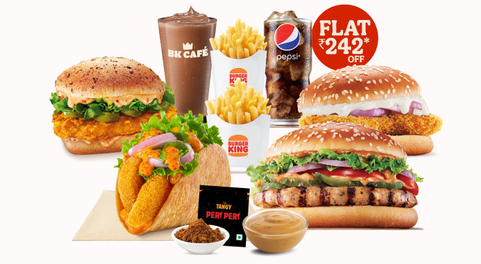 FLAT
₹242*
OFF
BK CAFÉ
pepsi
BURGER
KING
BURGER
KING
TANGY
PERI PERI